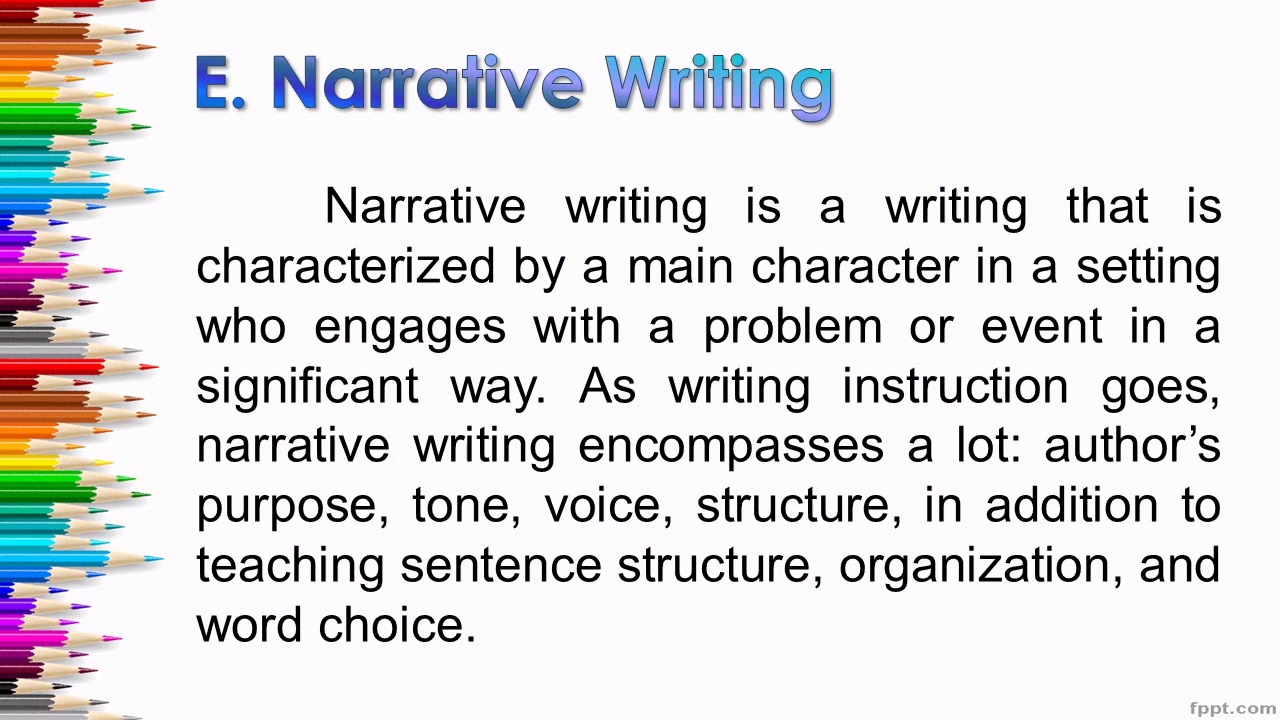 E. Narrative Writing
Narrative writing is a writing that is
characterized by a main character in a setting
who engages with a problem or event in a
significant way. As writing instruction goes,
narrative writing encompasses a lot: author’s
purpose, tone, voice, structure, in addition to
teaching sentence structure, organization, and
word choice.
fppt.com